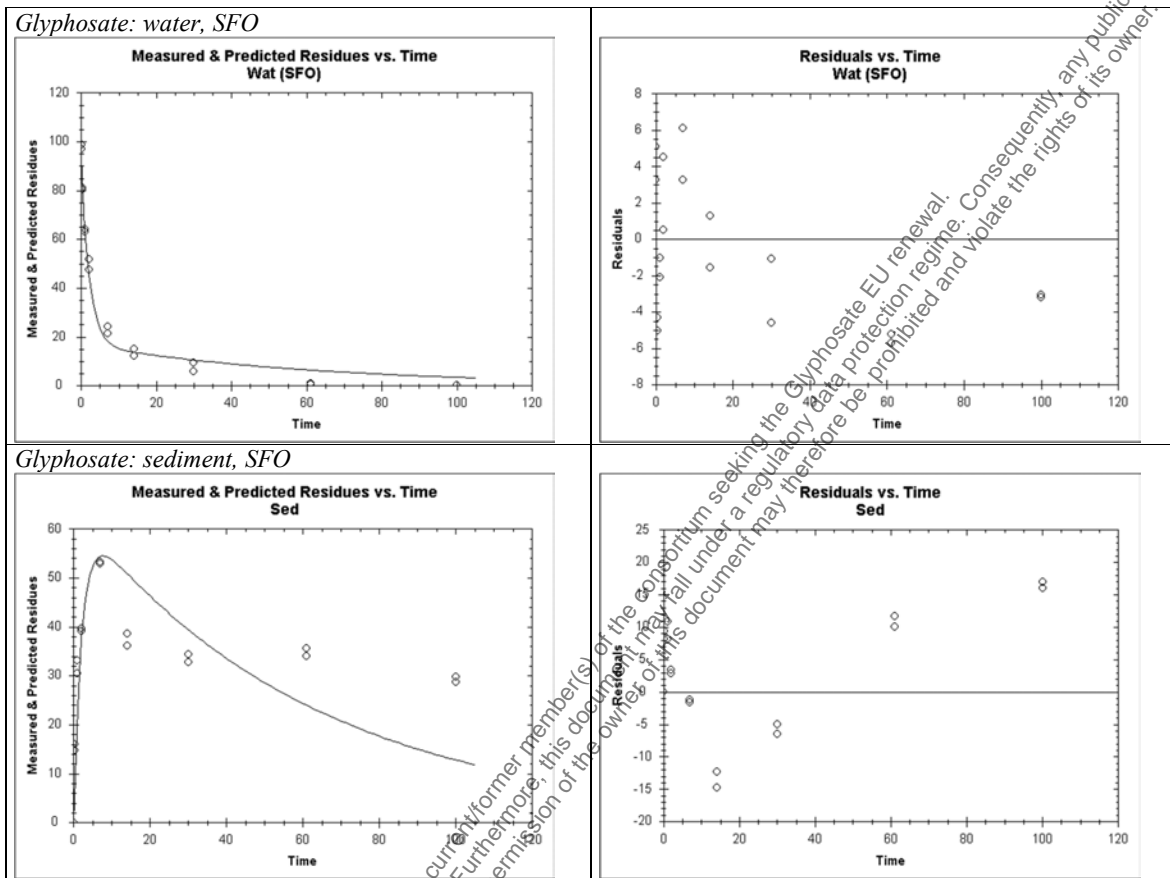 Glyphosate: water, SFO
Measured & Predicted Residues vs. Time
Wat (SFO)
Measured & Predicted Residues
120
100
80
60
40
20
0
0 20 40 60 80 100 120
Time
Residuals vs. Time
Wat (SFO)
Residuals
8
6
4
2
0
-2
-4
-6
-8
0 20 40 60 80 100 120
Time
Glyphosate: sediment, SFO
Measured & Predicted Residues vs. Time
Sed
Measured & Predicted Residues
60
50
40
30
20
10
0
0 20 40 60 80 100 120
Time
Residuals vs. Time
Sed
Residuals
25
20
15
10
5
0
-5
-10
-15
-20
0 20 40 60 80 100 120
Time
current/former member(s) of the consortium seeking the Glyphosate EU renewal.
Furthermore, this document may fall under a regulatory data protection regime. Consequently, any public
permission of the owner of this document may therefore be prohibited and violate the rights of its owner.